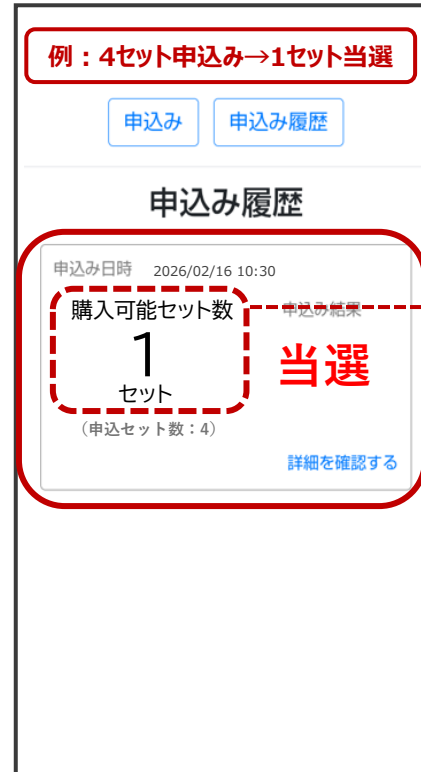 例：4セット申込み→1セット当選
申込み 申込み履歴
申込み履歴
申込み日時 2026/02/16 10:30
購入可能セット数 申込み結果
1 当選
セット
（申込セット数：4）
詳細を確認する